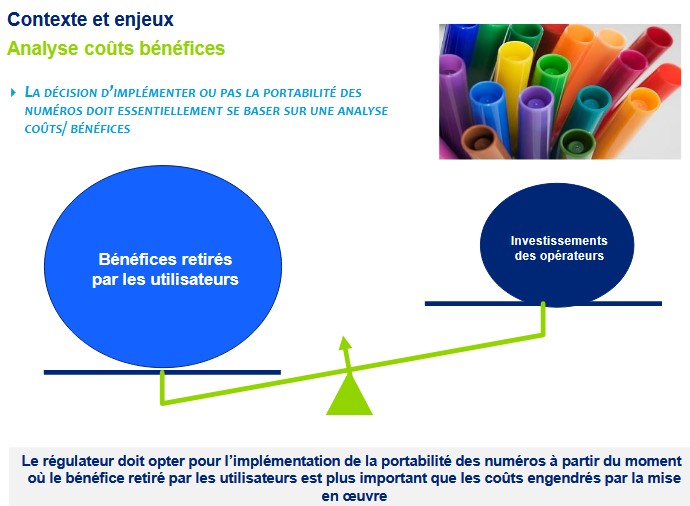 Contexte et enjeux
Analyse coûts bénéfices
LA DÉCISION D'IMPLÉMENTER OU PAS LA PORTABILITÉ DES
NUMÉROS DOIT ESSENTIELLEMENT SE BASER SUR UNE ANALYSE
COÛTS/ BÉNÉFICES
Bénéfices retirés
par les utilisateurs
Investissements
des opérateurs
Le régulateur doit opter pour l'implémentation de la portabilité des numéros à partir du moment
où le bénéfice retiré par les utilisateurs est plus important que les coûts engendrés par la mise
en œuvre